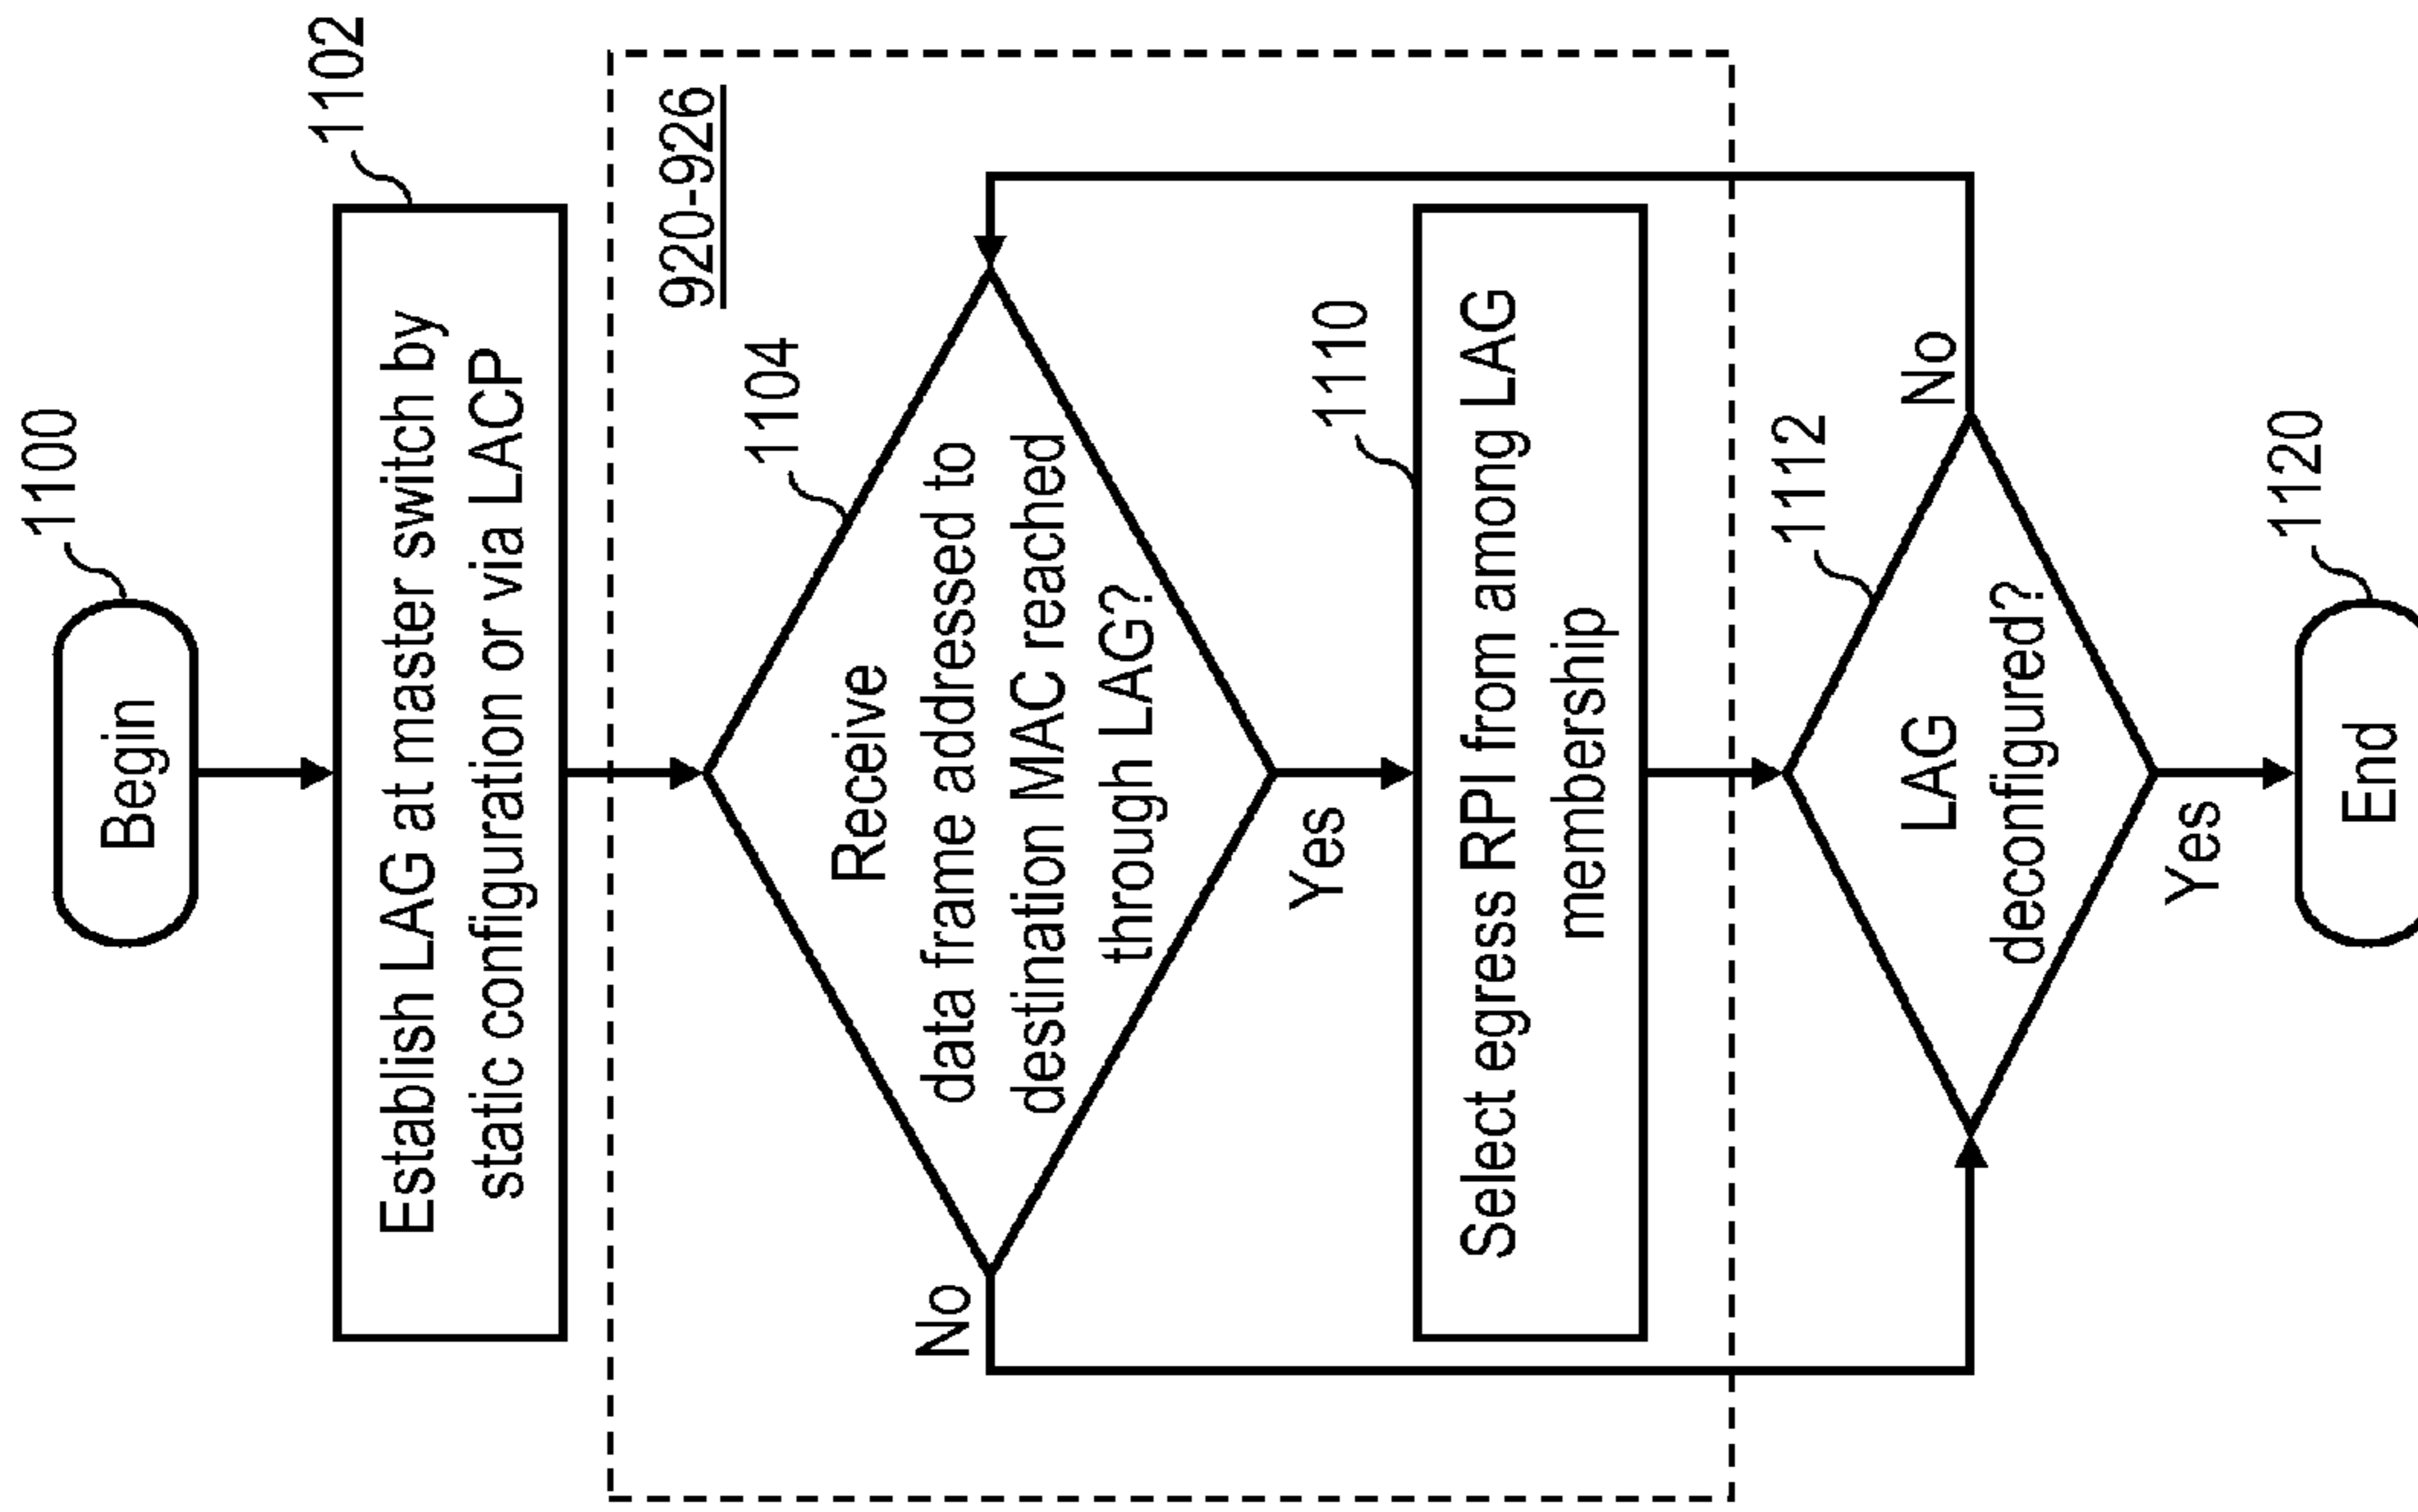 1100
Begin
1102
Establish LAG at master switch by
static configuration or via LACP
920-926
1104
Receive
data frame addressed to
destination MAC reached
through LAG?
No
Yes
1110
Select egress RPI from among LAG
membership
1112
LAG
deconfigured?
No
Yes
1120
End